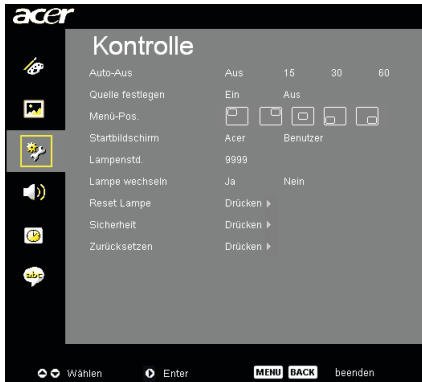 acer
Kontrolle
Auto-Aus Aus 15 30 60
Quelle festlegen Ein Aus
Menü-Pos.
Startbildschirm Acer Benutzer
Lampenstd. 9999
Lampe wechseln Ja Nein
Reset Lampe Drücken
Sicherheit Drücken
Zurücksetzen Drücken
abc
Wählen Enter MENU BACK beenden